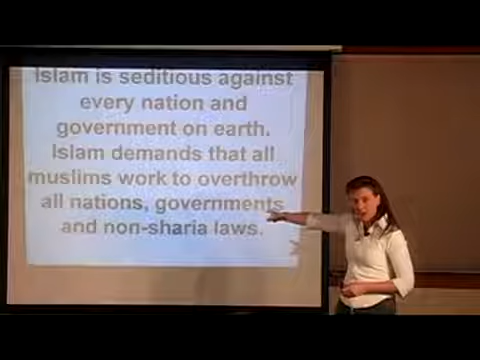 Islam is seditious against
every nation and
government on earth.
Islam demands that all
muslims work to overthrow
all nations, governments
and non-sharia laws.